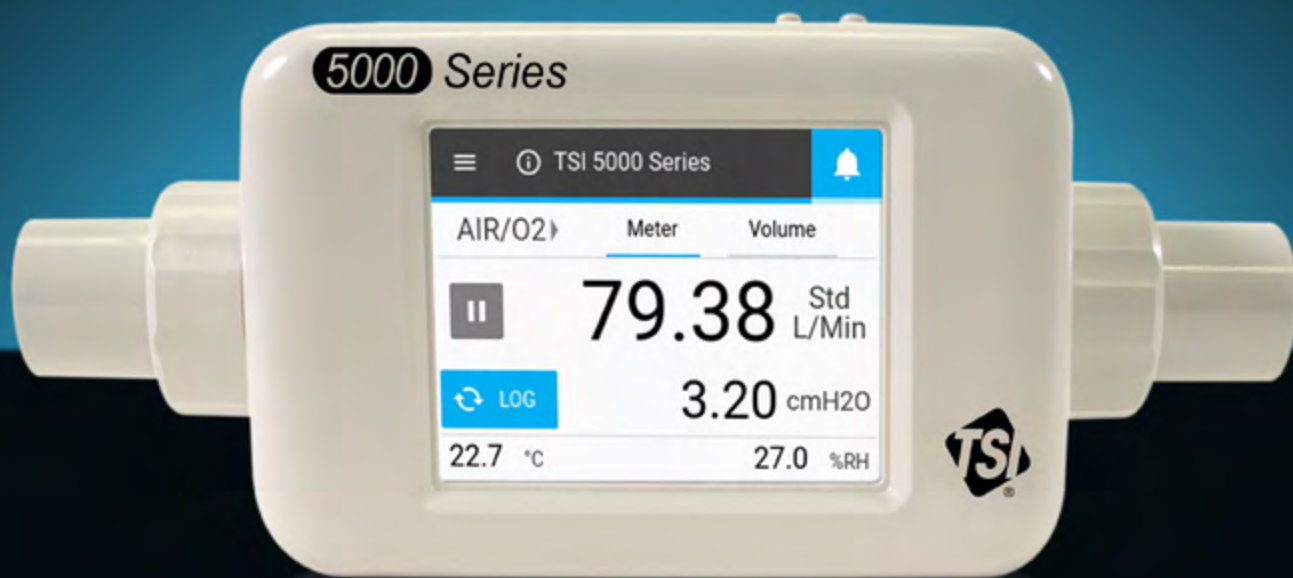 5000 Series
TSI 5000 Series
AIR/O2
Meter
Volume
79.38 Std L/Min
LOG
3.20 cmH2O
22.7 °C
27.0 %RH
TSI
®